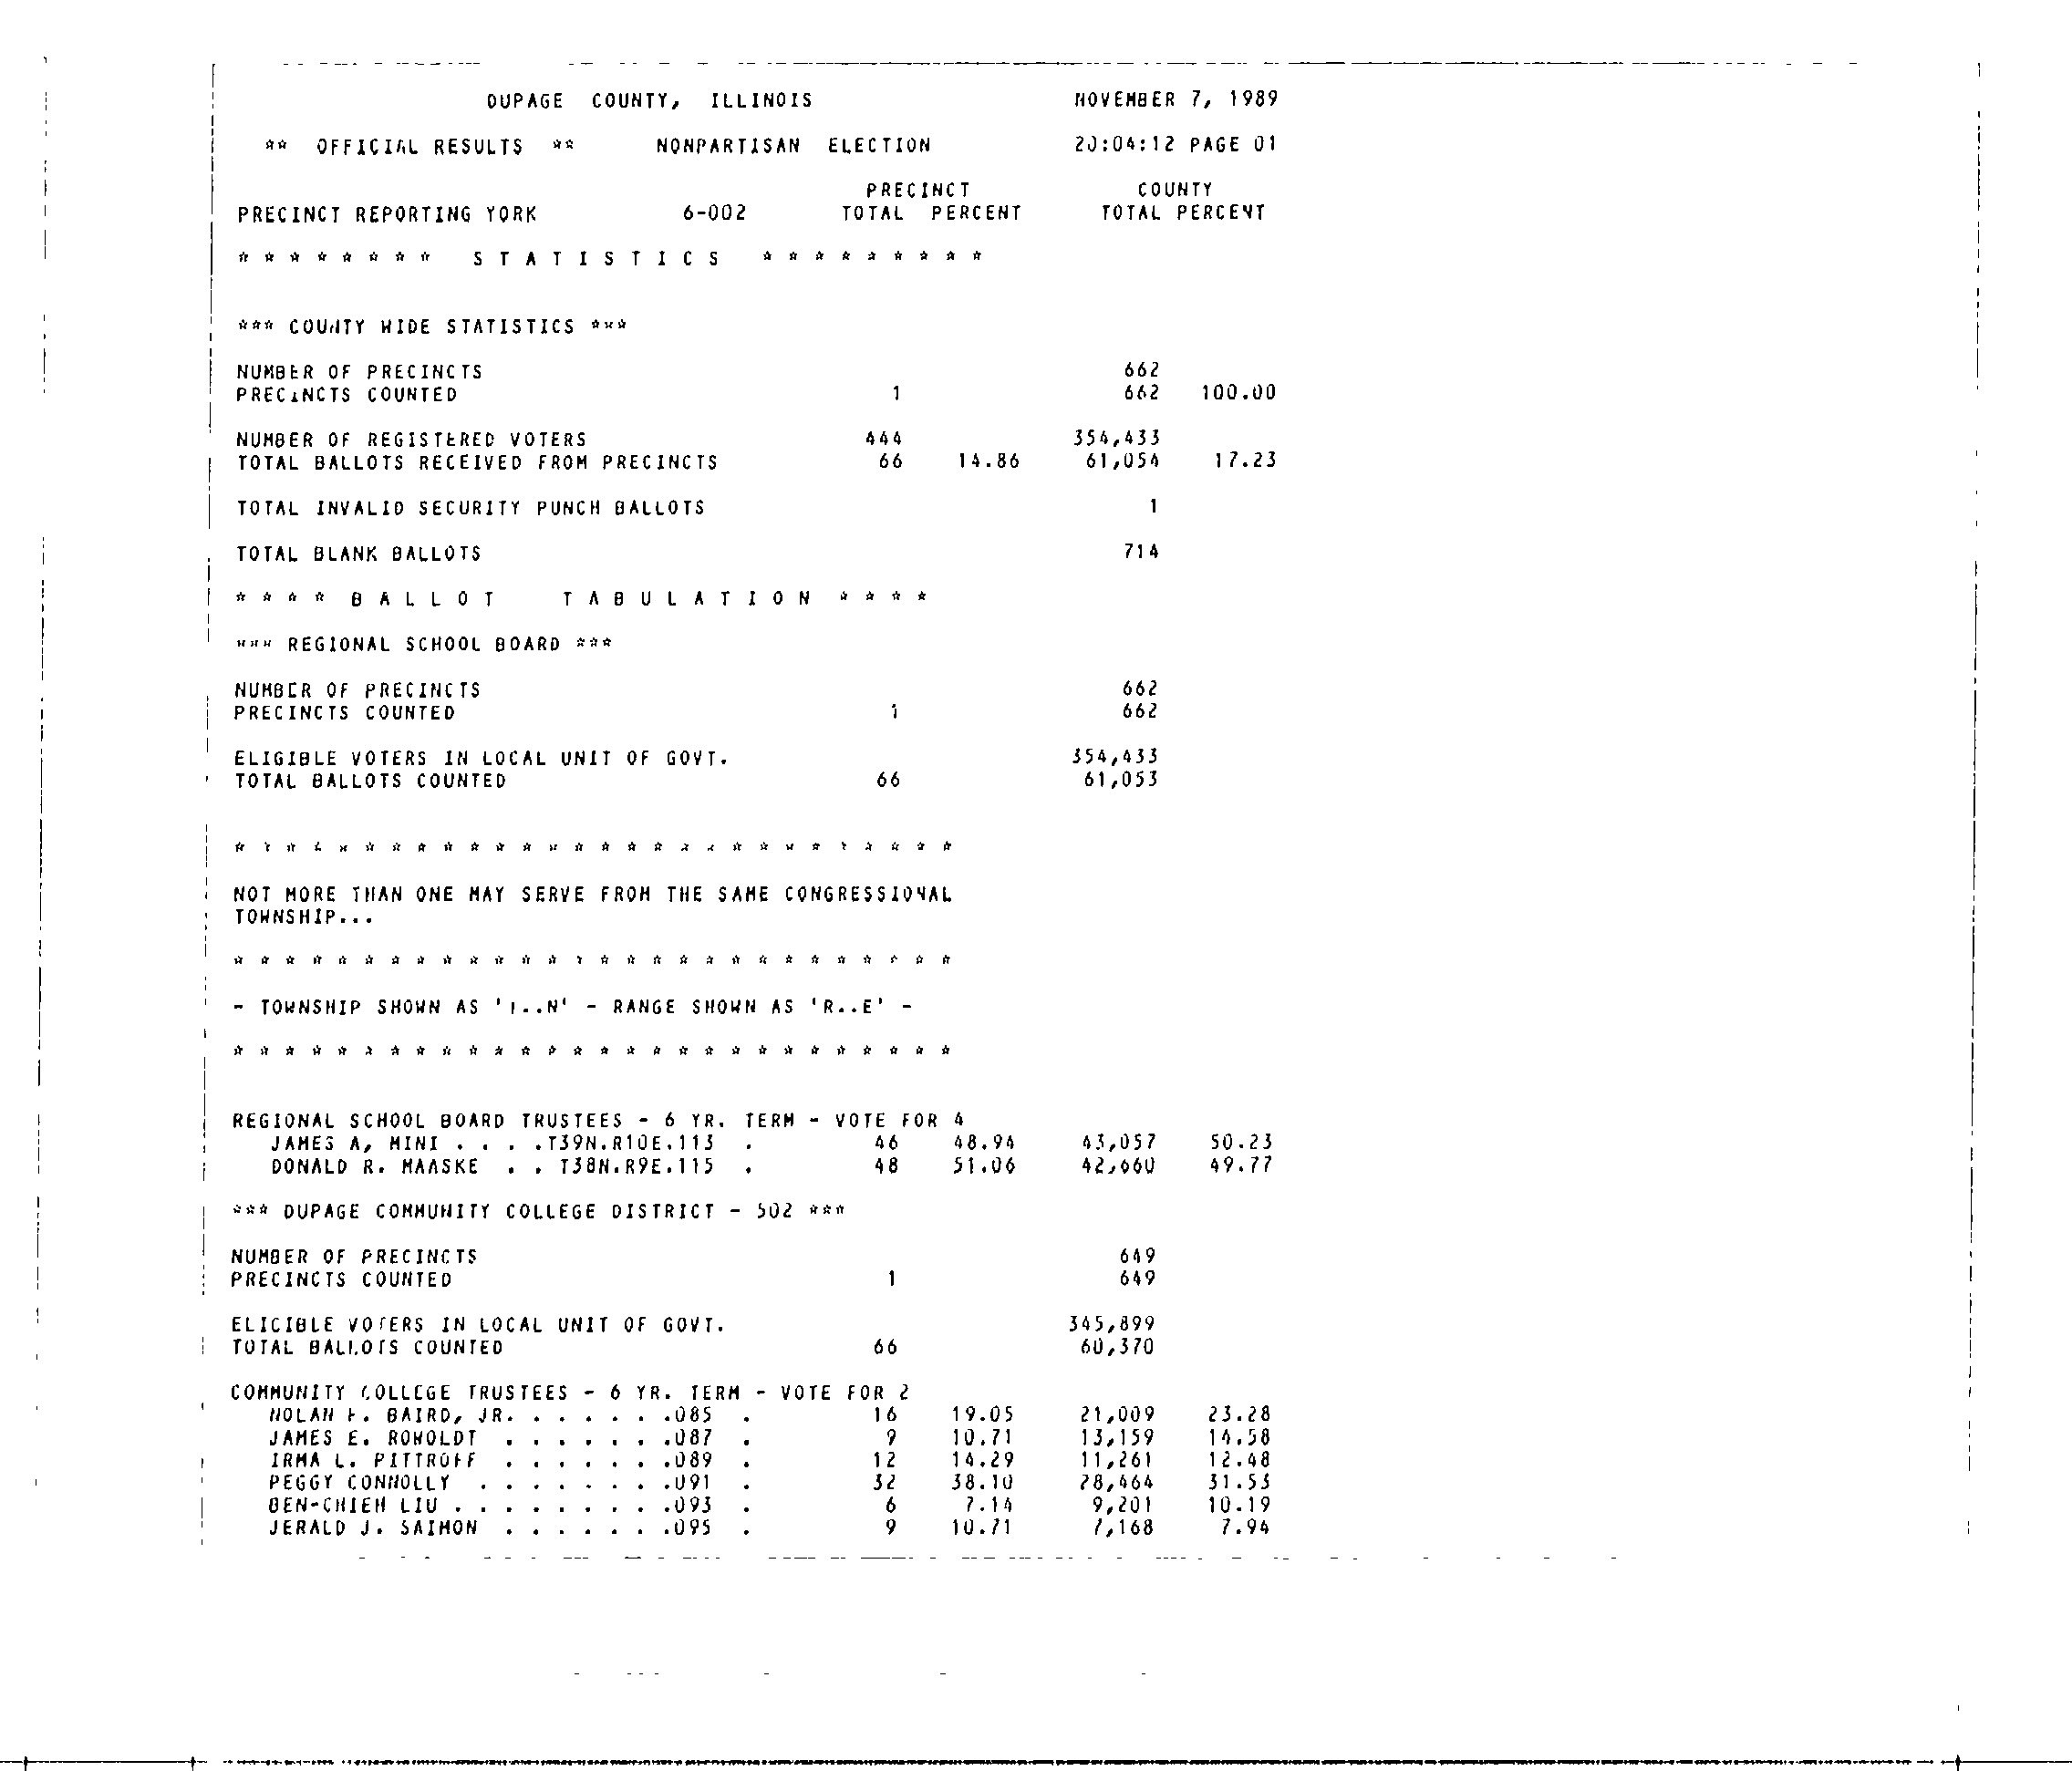 DUPAGE COUNTY, ILLINOIS NOVEMBER 7, 1989
** OFFICIAL RESULTS ** NONPARTISAN ELECTION 20:04:12 PAGE 01
PRECINCT COUNTY
PRECINCT REPORTING YORK 6-002 TOTAL PERCENT TOTAL PERCENT
* * * * * * * * S T A T I S T I C S * * * * * * * * *
*** COUNTY WIDE STATISTICS ***
NUMBER OF PRECINCTS 662
PRECINCTS COUNTED 1 662 100.00
NUMBER OF REGISTERED VOTERS 444 354,433
TOTAL BALLOTS RECEIVED FROM PRECINCTS 66 14.86 61,054 17.23
TOTAL INVALID SECURITY PUNCH BALLOTS 1
TOTAL BLANK BALLOTS 714
* * * * B A L L O T T A B U L A T I O N * * * *
*** REGIONAL SCHOOL BOARD ***
NUMBER OF PRECINCTS 662
PRECINCTS COUNTED 1 662
ELIGIBLE VOTERS IN LOCAL UNIT OF GOVT. 354,433
TOTAL BALLOTS COUNTED 66 61,053
* * * * * * * * * * * * * * * * * * * * * * * * * * * *
NOT MORE THAN ONE MAY SERVE FROM THE SAME CONGRESSIONAL
TOWNSHIP...
* * * * * * * * * * * * * * * * * * * * * * * * * * * *
- TOWNSHIP SHOWN AS 'T..N' - RANGE SHOWN AS 'R..E' -
* * * * * * * * * * * * * * * * * * * * * * * * * * * *
REGIONAL SCHOOL BOARD TRUSTEES - 6 YR. TERM - VOTE FOR 4
JAMES A, MINI . . . .T39N.R10E.113 . 46 48.94 43,057 50.23
DONALD R. MAASKE . . T38N.R9E.115 . 48 51.06 42,660 49.77
*** DUPAGE COMMUNITY COLLEGE DISTRICT - 502 ***
NUMBER OF PRECINCTS 649
PRECINCTS COUNTED 1 649
ELIGIBLE VOTERS IN LOCAL UNIT OF GOVT. 345,899
TOTAL BALLOTS COUNTED 66 60,370
COMMUNITY COLLEGE TRUSTEES - 6 YR. TERM - VOTE FOR 2
NOLAN BAIRD, JR. . . . . . .085 . 16 19.05 21,009 23.28
JAMES E. ROWOLDT . . . . . . .087 . 9 10.71 13,159 14.58
IRMA L. PITTROFF . . . . . . .089 . 12 14.29 11,261 12.48
PEGGY CONNOLLY . . . . . . . .091 . 32 38.10 28,464 31.53
BEN-CHIEH LIU . . . . . . . . .093 . 6 7.14 9,201 10.19
JERALD J. SAIMON . . . . . . .095 . 9 10.71 7,168 7.94